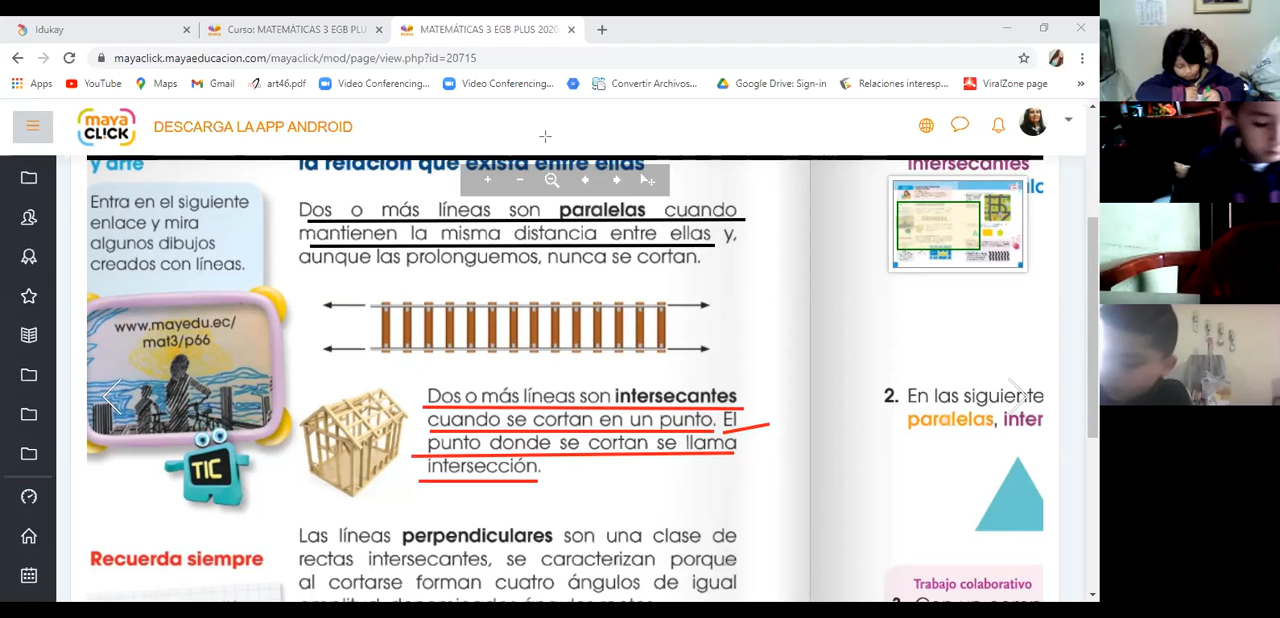 Idukay
Curso: MATEMÁTICAS 3 EGB PLU
MATEMÁTICAS 3 EGB PLUS 2020
mayaclick.mayaeducacion.com/mayaclick/mod/page/view.php?id=20715
Apps
YouTube
Maps
Gmail
art46.pdf
Video Conferencing...
Video Conferencing...
Convertir Archivos...
Google Drive: Sign-in
Relaciones interesp...
ViralZone page
»
maya CLICK
DESCARGA LA APP ANDROID
y arte
Entra en el siguiente
enlace y mira
algunos dibujos
creados con líneas.
www.mayedu.ec/
mat3/p66
TIC
Recuerda siempre
la relación que exista entre ellas
Dos o más líneas son paralelas cuando
mantienen la misma distancia entre ellas y,
aunque las prolonguemos, nunca se cortan.
Dos o más líneas son intersecantes
cuando se cortan en un punto. El
punto donde se cortan se llama
intersección.
Las líneas perpendiculares son una clase de
rectas intersecantes, se caracterizan porque
al cortarse forman cuatro ángulos de igual
intersecantes
2. En las siguiente
paralelas, inter
Trabajo colaborativo